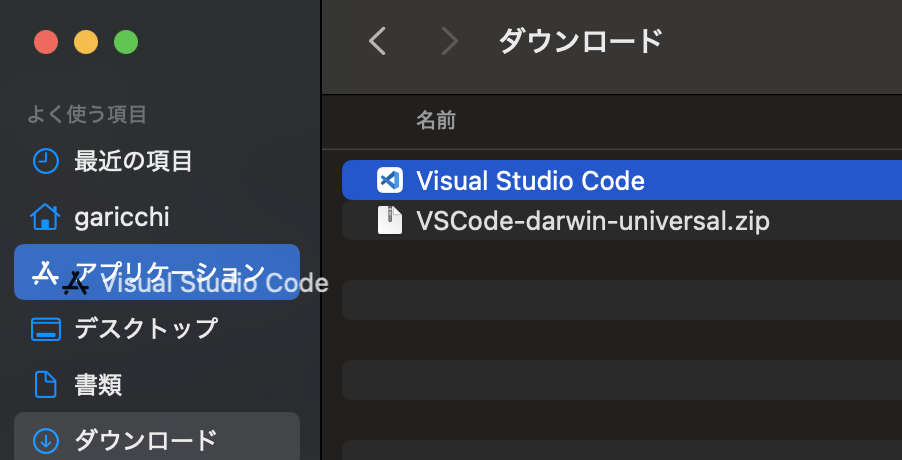 ダウンロード
よく使う項目
名前
最近の項目
Visual Studio Code
garicchi
VSCode-darwin-universal.zip
アプリケーション
Visual Studio Code
デスクトップ
書類
ダウンロード